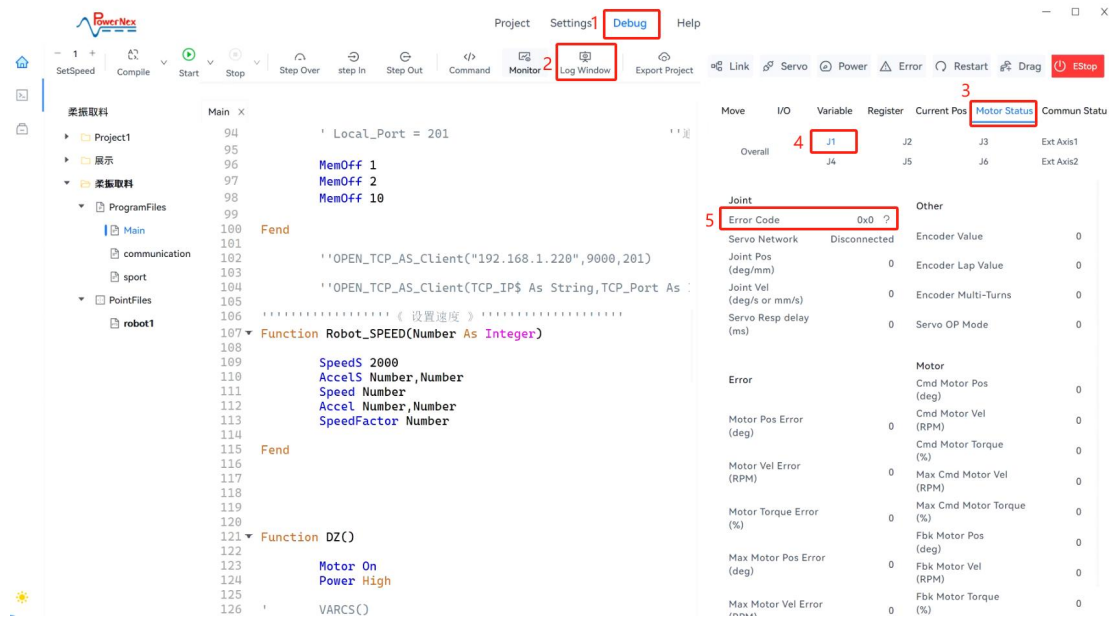 PowerNex
Project Settings 1 Debug Help
- 1 +
SetSpeed Compile Start Stop Step Over step In Step Out Command Monitor 2 Log Window Export Project
Link Servo Power Error Restart Drag EStop
3
柔振取料
Project1
展示
柔振取料
ProgramFiles
Main
communication
sport
PointFiles
robot1
Main ×
94 ' Local_Port = 201 ''
95
96 MemOff 1
97 MemOff 2
98 MemOff 10
99
100 Fend
101
102 ''OPEN_TCP_AS_Client("192.168.1.220",9000,201)
103
104 ''OPEN_TCP_AS_Client(TCP_IP$ As String,TCP_Port As
105
106 ''''''''''''''''''《 设置速度 》''''''''''''''''''''
107 Function Robot_SPEED(Number As Integer)
108
109 SpeedS 2000
110 AccelS Number,Number
111 Speed Number
112 Accel Number,Number
113 SpeedFactor Number
114
115 Fend
116
117
118
119
120
121 Function DZ()
122
123 Motor On
124 Power High
125
126 ' VARCS()
Move I/O Variable Register Current Pos Motor Status Commun Statu
Overall 4 J1 J2 J3 Ext Axis1
J4 J5 J6 Ext Axis2
Joint
5 Error Code 0x0 ?
Servo Network Disconnected
Joint Pos
(deg/mm) 0
Joint Vel
(deg/s or mm/s) 0
Servo Resp delay
(ms) 0
Error
Motor Pos Error
(deg) 0
Motor Vel Error
(RPM) 0
Motor Torque Error
(%) 0
Max Motor Pos Error
(deg) 0
Max Motor Vel Error
(RPM) 0
Other
Encoder Value 0
Encoder Lap Value 0
Encoder Multi-Turns 0
Servo OP Mode 0
Motor
Cmd Motor Pos
(deg) 0
Cmd Motor Vel
(RPM) 0
Cmd Motor Torque
(%) 0
Max Cmd Motor Vel
(RPM) 0
Max Cmd Motor Torque
(%) 0
Fbk Motor Pos
(deg) 0
Fbk Motor Vel
(RPM) 0
Fbk Motor Torque
(%) 0